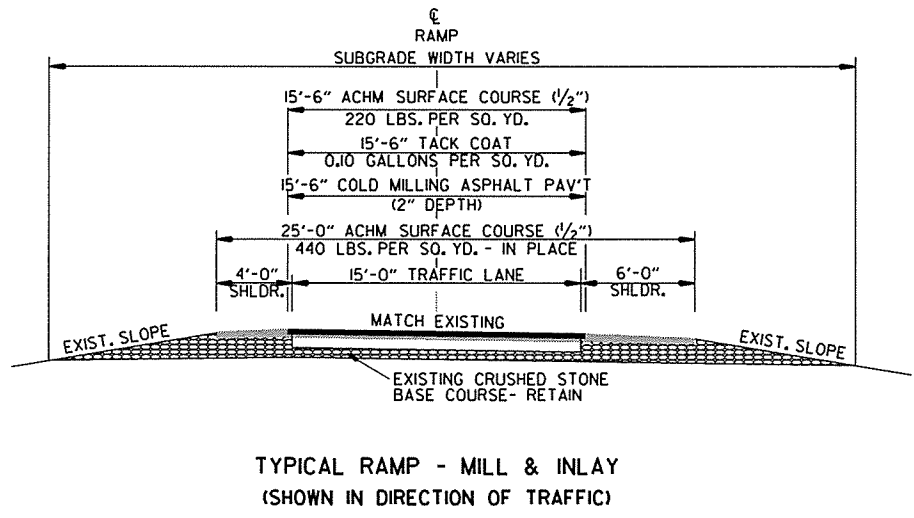 ℄
RAMP
SUBGRADE WIDTH VARIES
15'-6" ACHM SURFACE COURSE (1/2")
220 LBS. PER SQ. YD.
15'-6" TACK COAT
0.10 GALLONS PER SQ. YD.
15'-6" COLD MILLING ASPHALT PAV'T
(2" DEPTH)
25'-0" ACHM SURFACE COURSE (1/2")
440 LBS. PER SQ. YD. - IN PLACE
4'-0" 15'-0" TRAFFIC LANE 6'-0"
SHLDR. SHLDR.
MATCH EXISTING
EXIST. SLOPE EXIST. SLOPE
EXISTING CRUSHED STONE
BASE COURSE- RETAIN
TYPICAL RAMP - MILL & INLAY
(SHOWN IN DIRECTION OF TRAFFIC)